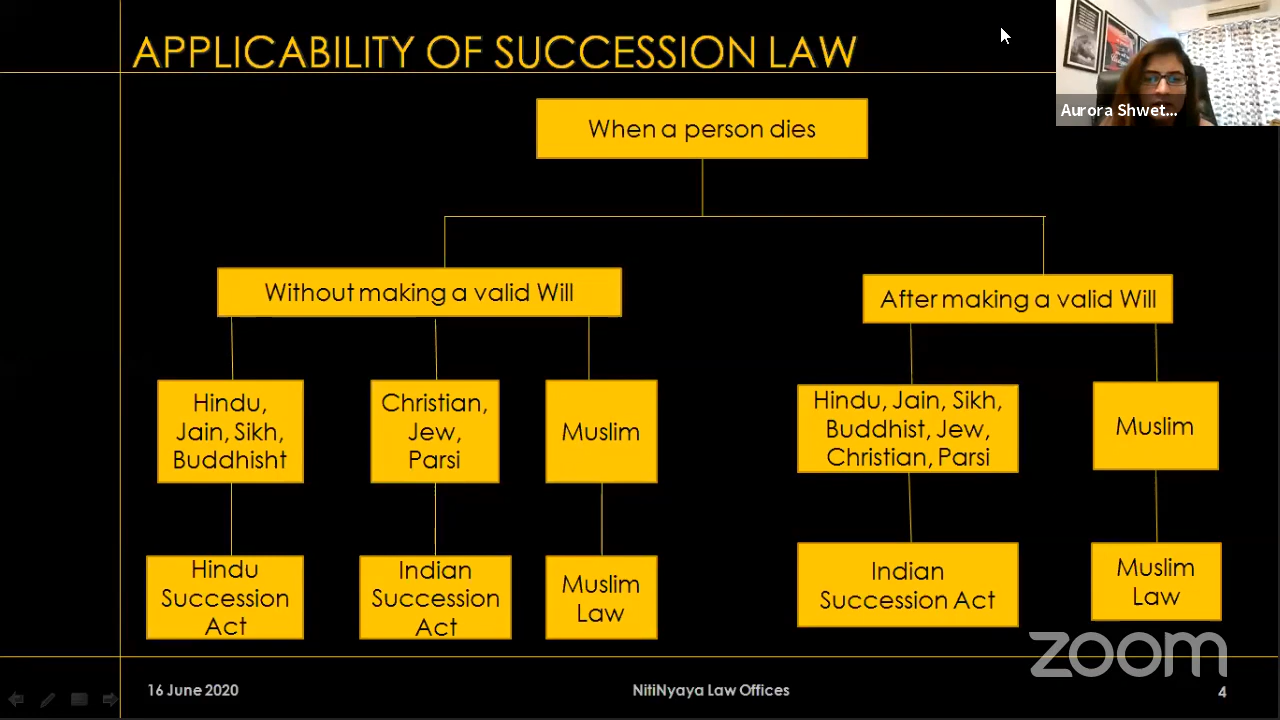 APPLICABILITY OF SUCCESSION LAW
Aurora Shwet...
When a person dies
Without making a valid Will
After making a valid Will
Hindu,
Jain, Sikh,
Buddhisht
Christian,
Jew,
Parsi
Muslim
Hindu, Jain, Sikh,
Buddhist, Jew,
Christian, Parsi
Muslim
Hindu
Succession
Act
Indian
Succession
Act
Muslim
Law
Indian
Succession Act
Muslim
Law
zoom
16 June 2020
NitiNyaya Law Offices
4